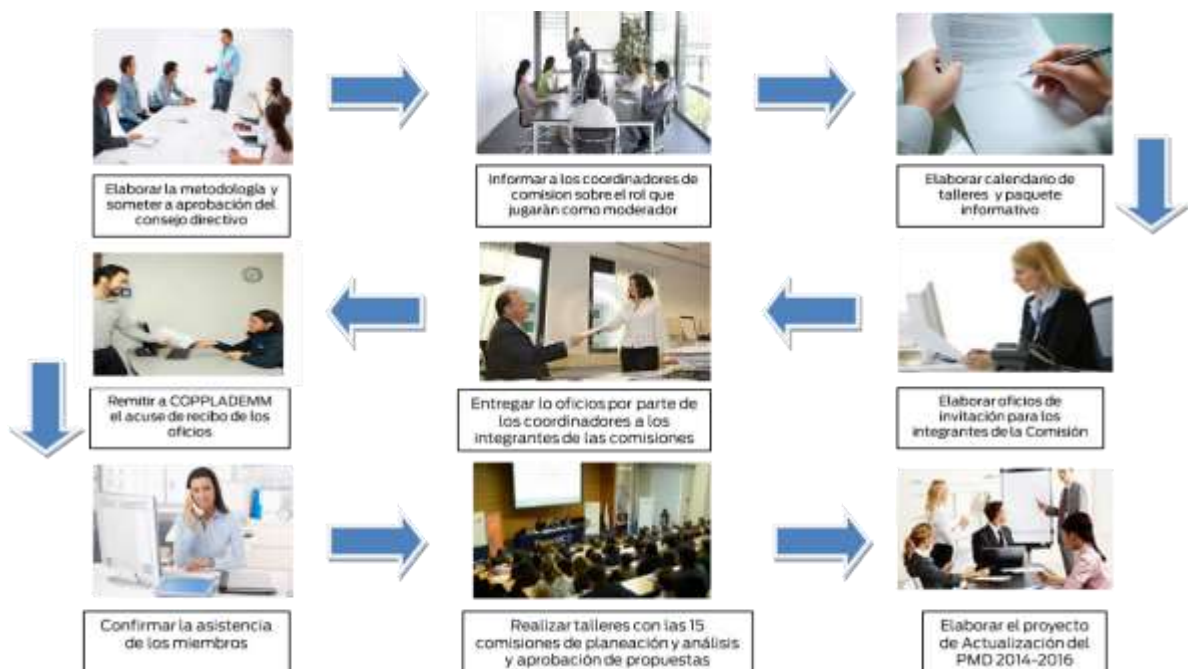 Elaborar la metodología y
someter a aprobación del
consejo directivo
Informar a los coordinadores de
comision sobre el rol que
jugaràn como moderador
Elaborar calendario de
talleres y paquete
informativo
Elaborar oficios de
invitación para los
integrantes de la Comisión
Entregar lo oficios por parte de
los coordinadores a los
integrantes de las comisiones
Remitir a COPPLADEMM
el acuse de recibo de los
oficios
Confirmar la asistencia
de los miembros
Realizar talleres con las 15
comisiones de planeación y análisis
y aprobación de propuestas
Elaborar el proyecto
de Actualización del
PMD 2014-2016